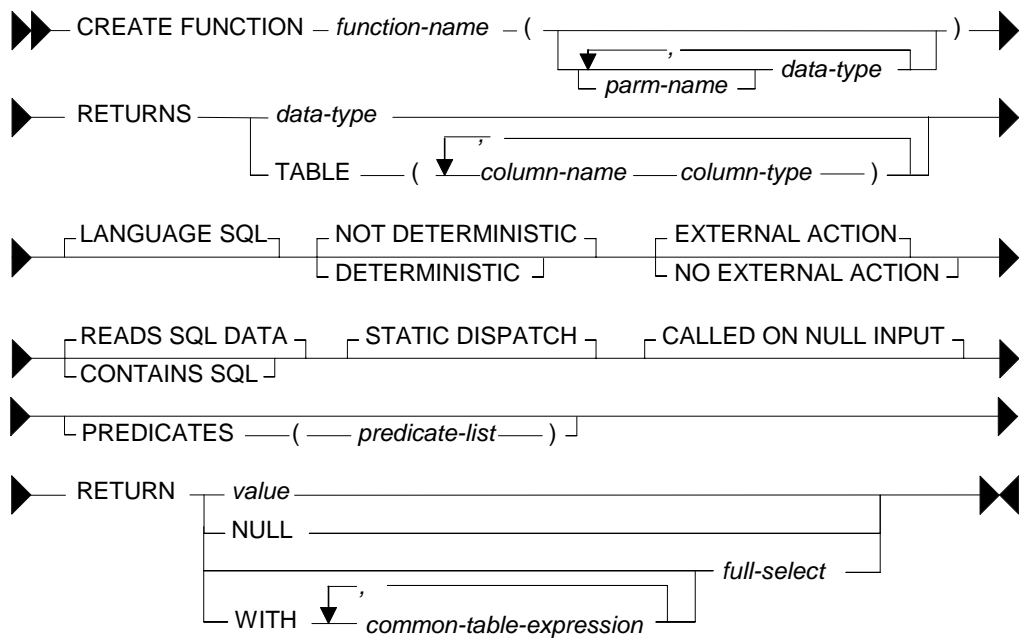 CREATE FUNCTION function-name ( )
,
parm-name data-type
RETURNS data-type
,
TABLE ( column-name column-type )
LANGUAGE SQL NOT DETERMINISTIC EXTERNAL ACTION
DETERMINISTIC NO EXTERNAL ACTION
READS SQL DATA STATIC DISPATCH CALLED ON NULL INPUT
CONTAINS SQL
PREDICATES ( predicate-list )
RETURN value
NULL
full-select
,
WITH common-table-expression